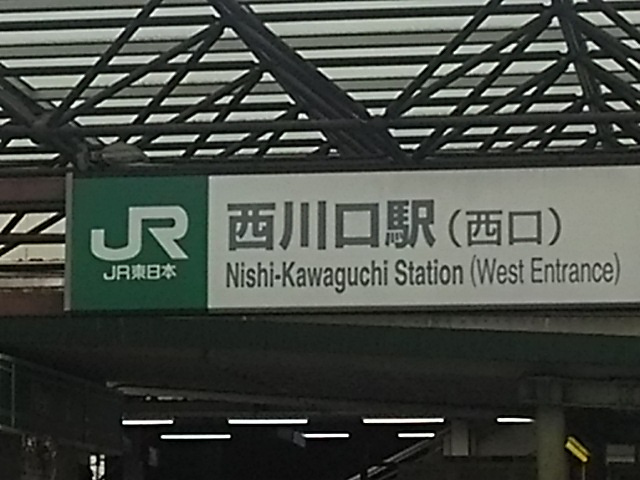 JR
JR東日本
西川口駅（西口）
Nishi-Kawaguchi Station (West Entrance)